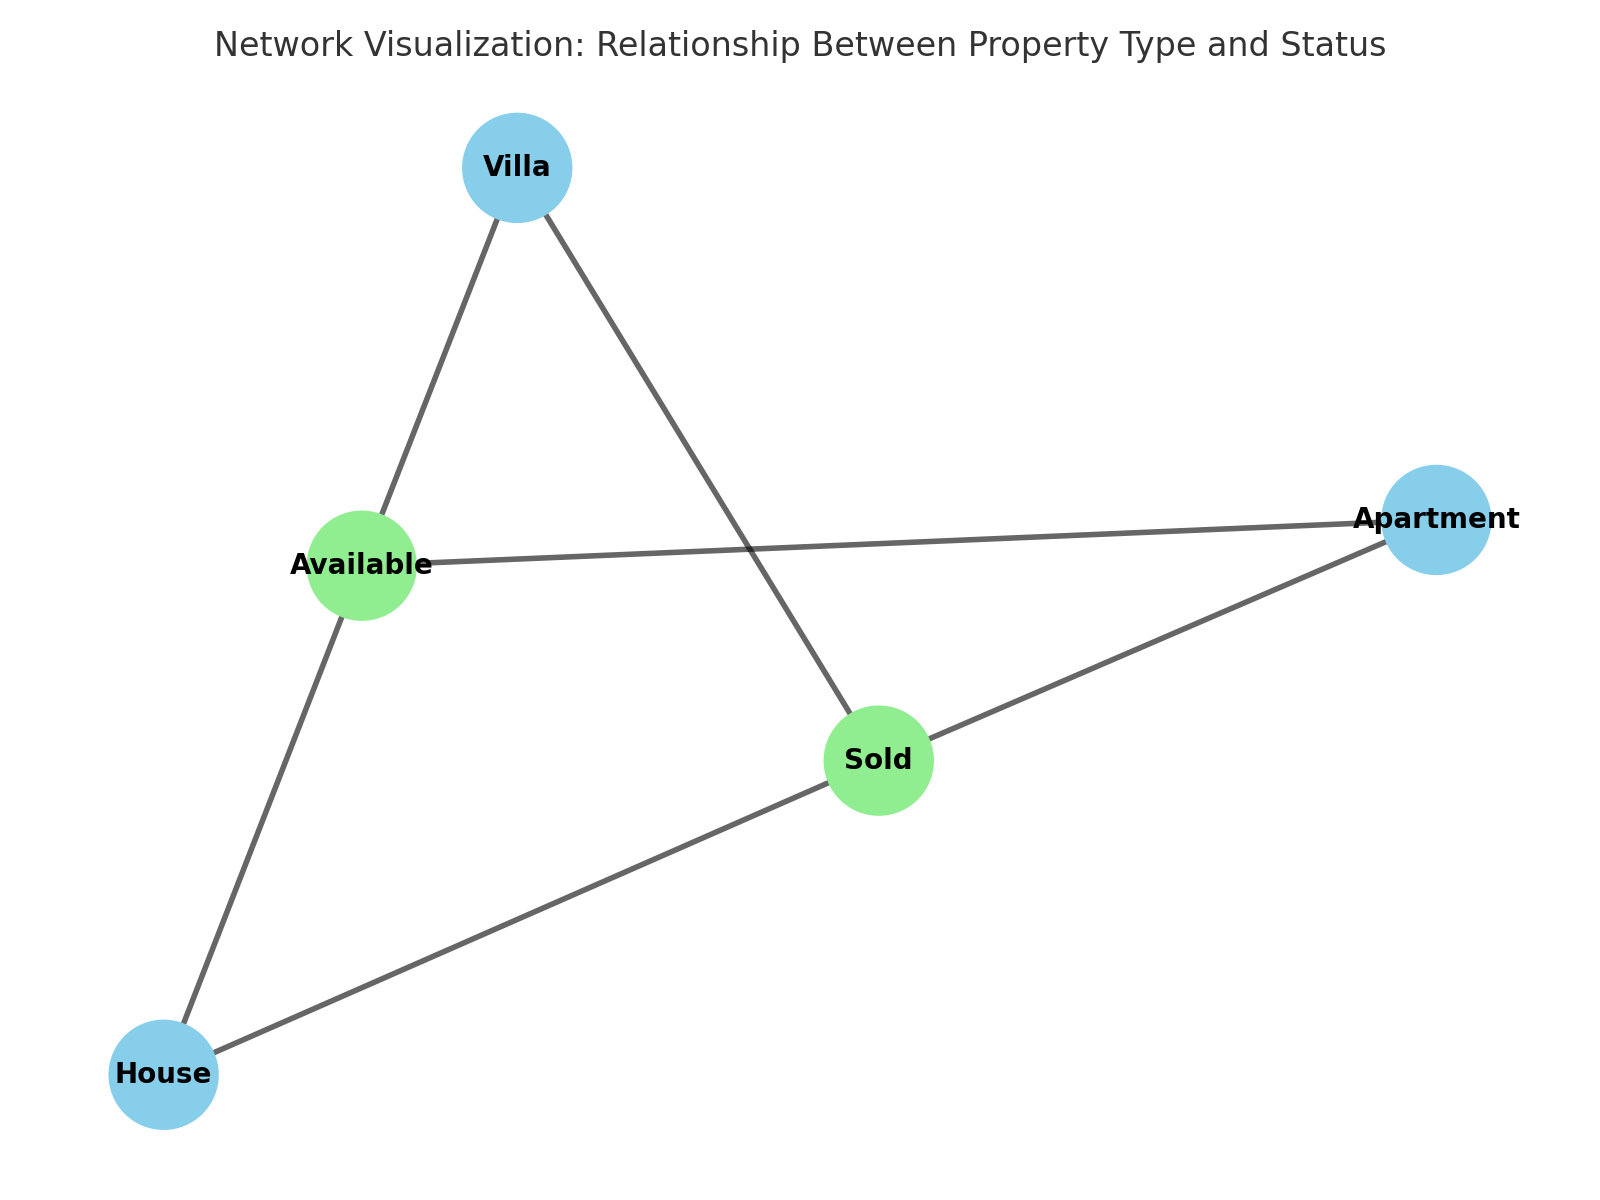 Network Visualization: Relationship Between Property Type and Status
Villa
Apartment
Available
Sold
House